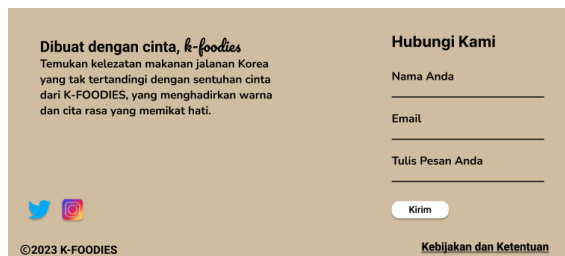 Dibuat dengan cinta, k-foodies
Temukan kelezatan makanan jalanan Korea
yang tak tertandingi dengan sentuhan cinta
dari K-FOODIES, yang menghadirkan warna
dan cita rasa yang memikat hati.
Hubungi Kami
Nama Anda
Email
Tulis Pesan Anda
Kirim
©2023 K-FOODIES
Kebijakan dan Ketentuan